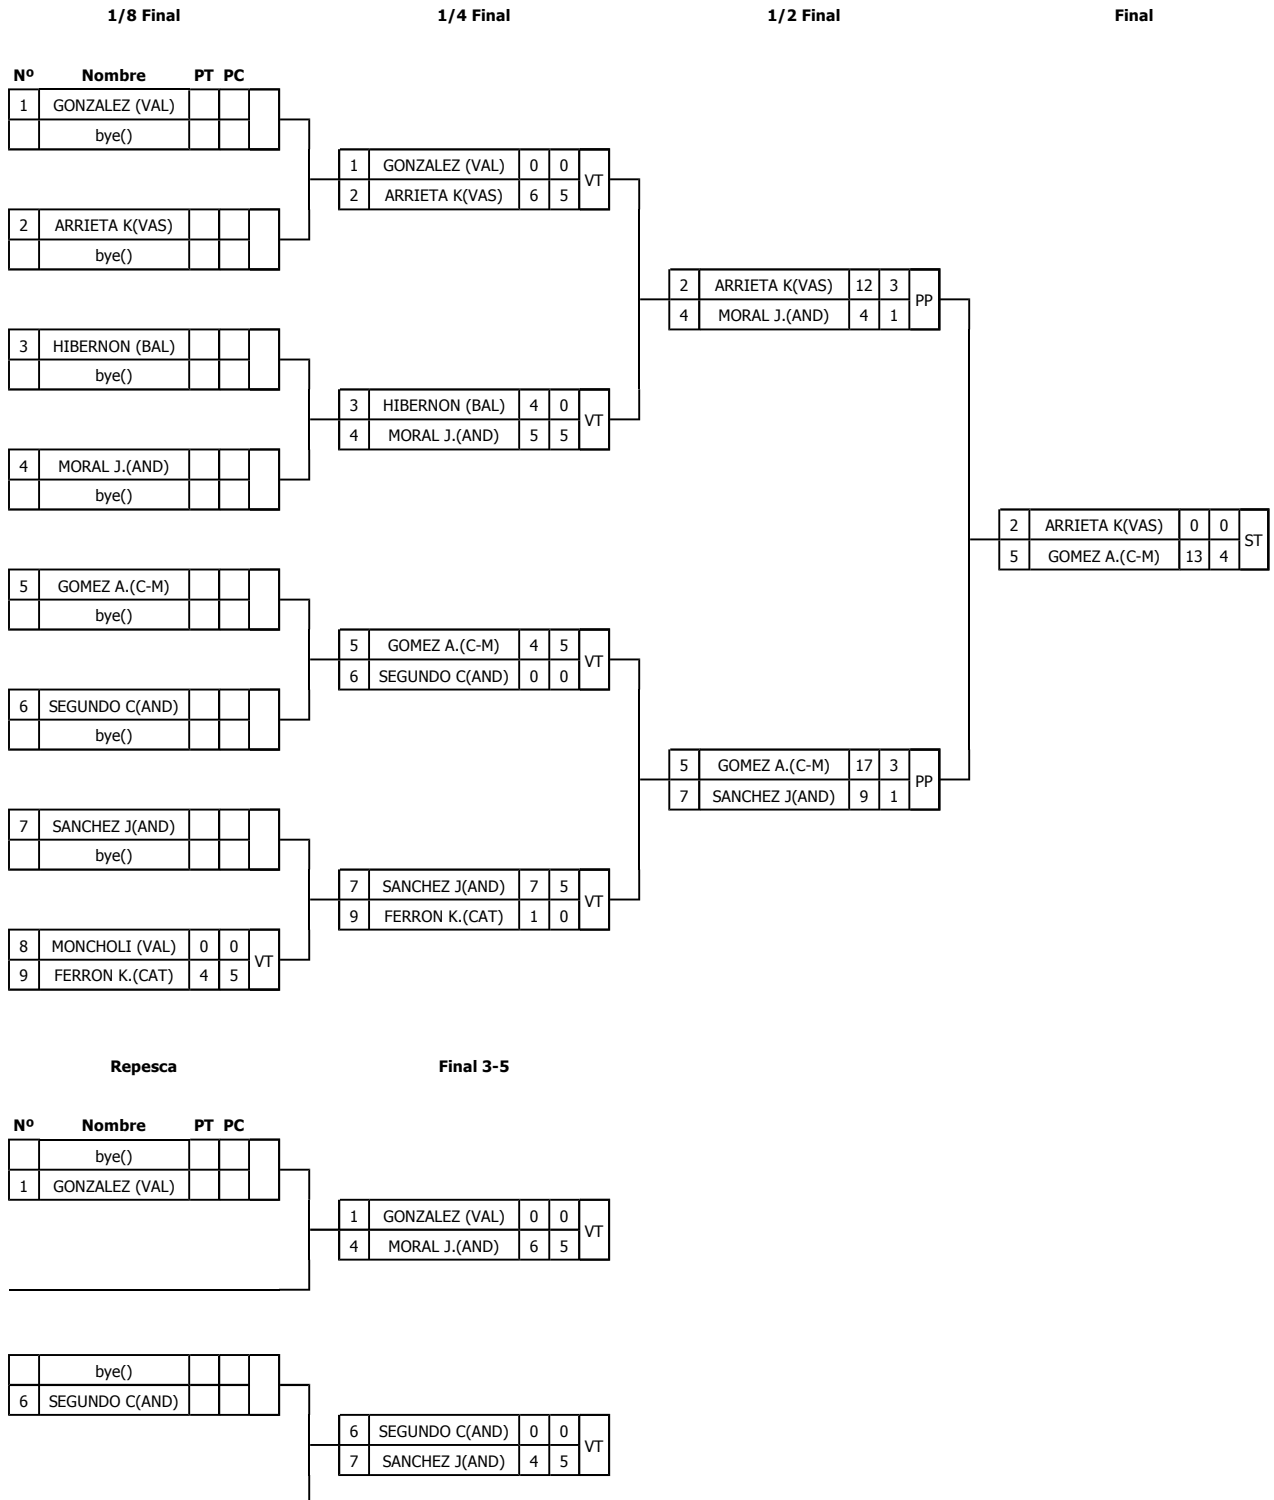 1/8 Final 1/4 Final 1/2 Final Final
Nº Nombre PT PC
1 GONZALEZ (VAL)
bye()
1 GONZALEZ (VAL) 0 0 VT
2 ARRIETA K(VAS) 6 5
2 ARRIETA K(VAS)
bye()
2 ARRIETA K(VAS) 12 3 PP
4 MORAL J.(AND) 4 1
3 HIBERNON (BAL)
bye()
3 HIBERNON (BAL) 4 0 VT
4 MORAL J.(AND) 5 5
4 MORAL J.(AND)
bye()
2 ARRIETA K(VAS) 0 0 ST
5 GOMEZ A.(C-M) 13 4
5 GOMEZ A.(C-M)
bye()
5 GOMEZ A.(C-M) 4 5 VT
6 SEGUNDO C(AND) 0 0
6 SEGUNDO C(AND)
bye()
5 GOMEZ A.(C-M) 17 3 PP
7 SANCHEZ J(AND) 9 1
7 SANCHEZ J(AND)
bye()
7 SANCHEZ J(AND) 7 5 VT
9 FERRON K.(CAT) 1 0
8 MONCHOLI (VAL) 0 0 VT
9 FERRON K.(CAT) 4 5
Repesca Final 3-5
Nº Nombre PT PC
bye()
1 GONZALEZ (VAL)
1 GONZALEZ (VAL) 0 0 VT
4 MORAL J.(AND) 6 5
bye()
6 SEGUNDO C(AND)
6 SEGUNDO C(AND) 0 0 VT
7 SANCHEZ J(AND) 4 5